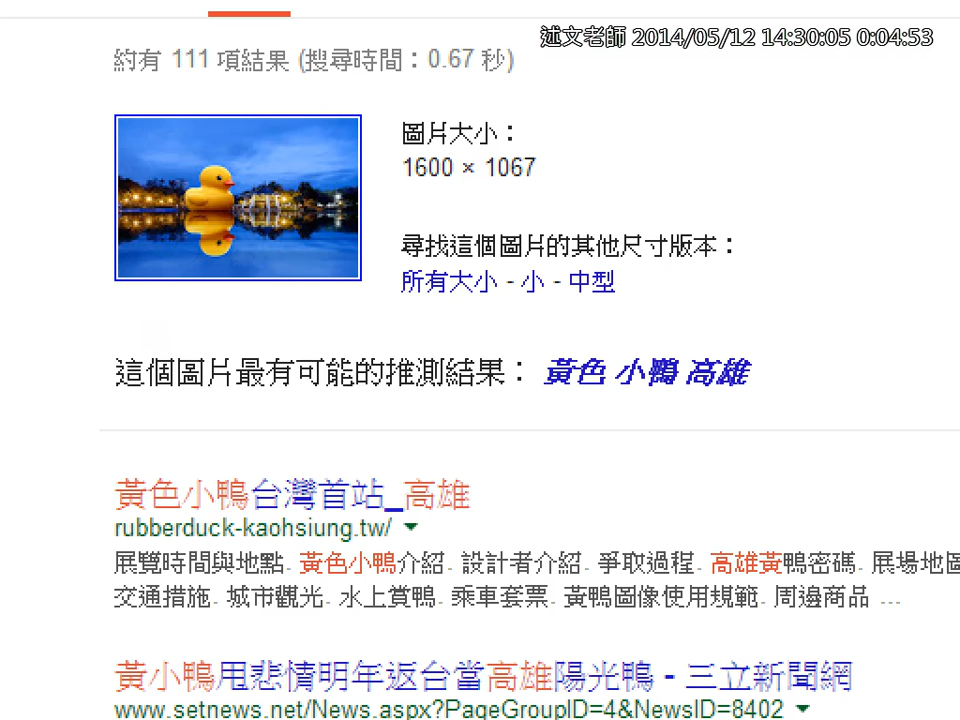 述文老師 2014/05/12 14:30:05 0:04:53
約有 111 項結果 (搜尋時間：0.67 秒)
圖片大小：
1600 × 1067
尋找這個圖片的其他尺寸版本：
所有大小 - 小 - 中型
這個圖片最有可能的推測結果： 黃色 小鴨 高雄
黃色小鴨台灣首站_高雄
rubberduck-kaohsiung.tw/
展覽時間與地點. 黃色小鴨介紹. 設計者介紹. 爭取過程. 高雄黃鴨密碼. 展場地圖
交通措施. 城市觀光. 水上賞鴨. 乘車套票. 黃鴨圖像使用規範. 周邊商品 ...
黃小鴨甩悲情明年返台當高雄陽光鴨 - 三立新聞網
www.setnews.net/News.aspx?PageGroupID=4&NewsID=8402